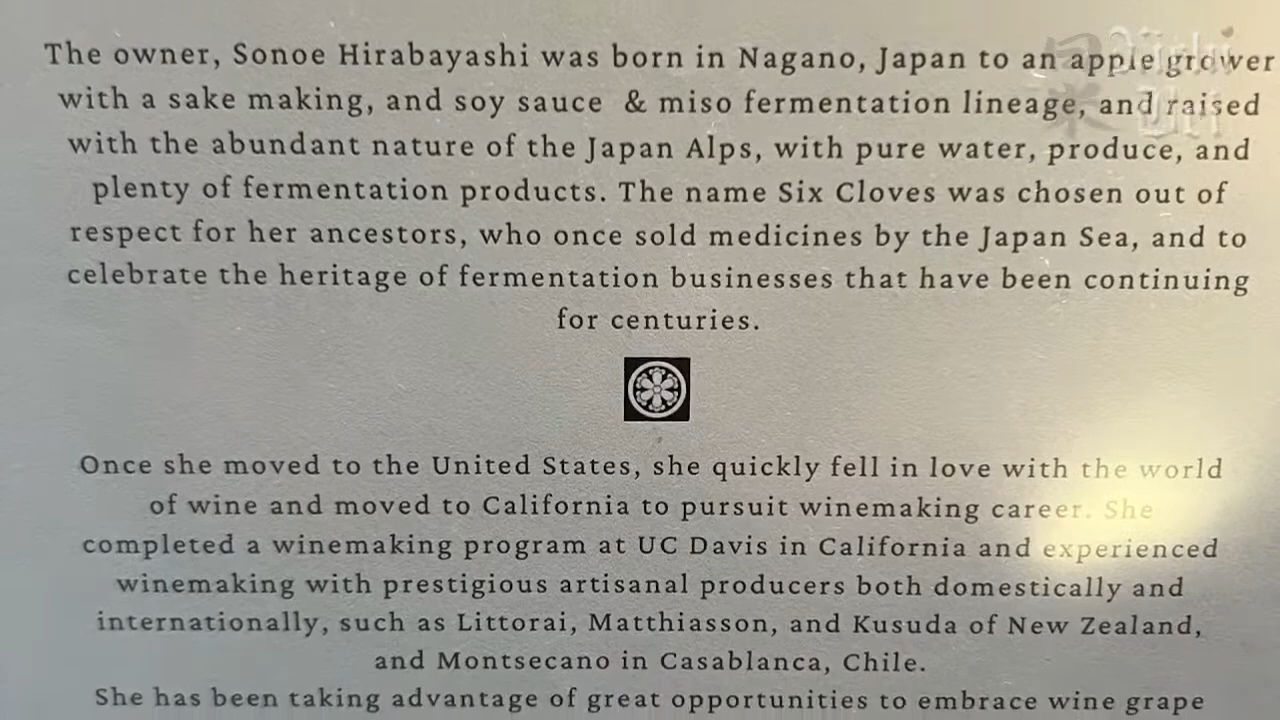 The owner, Sonoe Hirabayashi was born in Nagano, Japan to an apple grower
with a sake making, and soy sauce & miso fermentation lineage, and raised
with the abundant nature of the Japan Alps, with pure water, produce, and
plenty of fermentation products. The name Six Cloves was chosen out of
respect for her ancestors, who once sold medicines by the Japan Sea, and to
celebrate the heritage of fermentation businesses that have been continuing
for centuries.
Once she moved to the United States, she quickly fell in love with the world
of wine and moved to California to pursuit winemaking career. She
completed a winemaking program at UC Davis in California and experienced
winemaking with prestigious artisanal producers both domestically and
internationally, such as Littorai, Matthiasson, and Kusuda of New Zealand,
and Montsecano in Casablanca, Chile.
She has been taking advantage of great opportunities to embrace wine grape